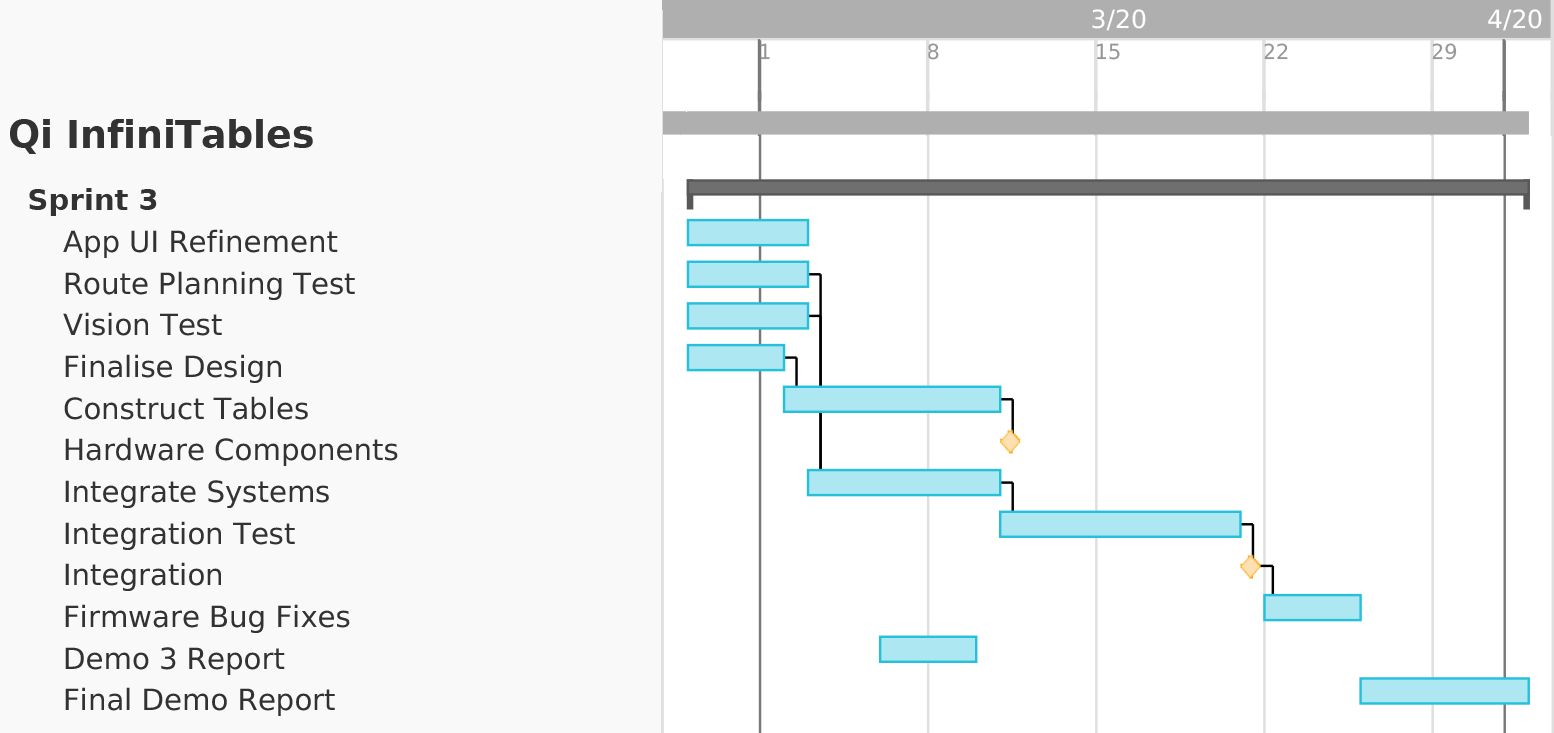 3/20 4/20
1 8 15 22 29
Qi InfiniTables
Sprint 3
App UI Refinement
Route Planning Test
Vision Test
Finalise Design
Construct Tables
Hardware Components
Integrate Systems
Integration Test
Integration
Firmware Bug Fixes
Demo 3 Report
Final Demo Report